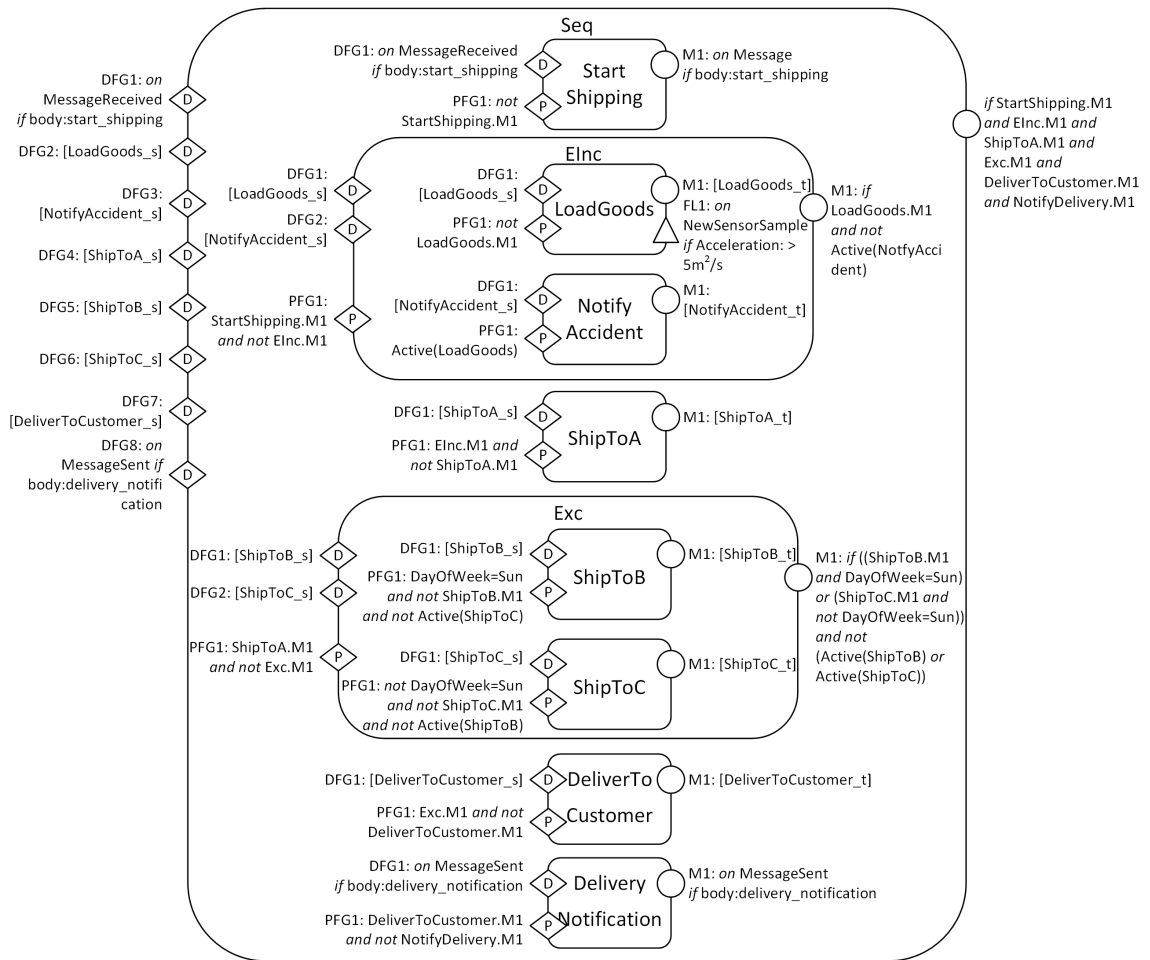 Seq
DFG1: on
MessageReceived
if body:start_shipping
D
DFG2: [LoadGoods_s]
D
DFG3:
[NotifyAccident_s]
D
DFG4: [ShipToA_s]
D
DFG5: [ShipToB_s]
D
DFG6: [ShipToC_s]
D
DFG7:
[DeliverToCustomer_s]
D
DFG8: on
MessageSent if
body:delivery_notifi
cation
D
DFG1: on MessageReceived
if body:start_shipping
D
PFG1: not
StartShipping.M1
P
Start
Shipping
M1: on Message
if body:start_shipping
EInc
DFG1:
[LoadGoods_s]
D
DFG2:
[NotifyAccident_s]
D
PFG1:
StartShipping.M1
and not EInc.M1
P
DFG1:
[LoadGoods_s]
D
PFG1: not
LoadGoods.M1
P
LoadGoods
M1: [LoadGoods_t]
FL1: on
NewSensorSample
if Acceleration: >
5m²/s
DFG1:
[NotifyAccident_s]
D
PFG1:
Active(LoadGoods)
P
Notify
Accident
M1:
[NotifyAccident_t]
M1: if
LoadGoods.M1
and not
Active(NotfyAcci
dent)
DFG1: [ShipToA_s]
D
PFG1: EInc.M1 and
not ShipToA.M1
P
ShipToA
M1: [ShipToA_t]
Exc
DFG1: [ShipToB_s]
D
DFG2: [ShipToC_s]
D
PFG1: ShipToA.M1
and not Exc.M1
P
DFG1: [ShipToB_s]
D
PFG1: DayOfWeek=Sun
and not ShipToB.M1
and not Active(ShipToC)
P
ShipToB
M1: [ShipToB_t]
DFG1: [ShipToC_s]
D
PFG1: not DayOfWeek=Sun
and not ShipToC.M1
and not Active(ShipToB)
P
ShipToC
M1: [ShipToC_t]
M1: if ((ShipToB.M1
and DayOfWeek=Sun)
or (ShipToC.M1 and
not DayOfWeek=Sun))
and not
(Active(ShipToB) or
Active(ShipToC))
DFG1: [DeliverToCustomer_s]
D
PFG1: Exc.M1 and not
DeliverToCustomer.M1
P
DeliverTo
Customer
M1: [DeliverToCustomer_t]
DFG1: on MessageSent
if body:delivery_notification
D
PFG1: DeliverToCustomer.M1
and not NotifyDelivery.M1
P
Delivery
Notification
M1: on MessageSent
if body:delivery_notification
if StartShipping.M1
and EInc.M1 and
ShipToA.M1 and
Exc.M1 and
DeliverToCustomer.M1
and NotifyDelivery.M1